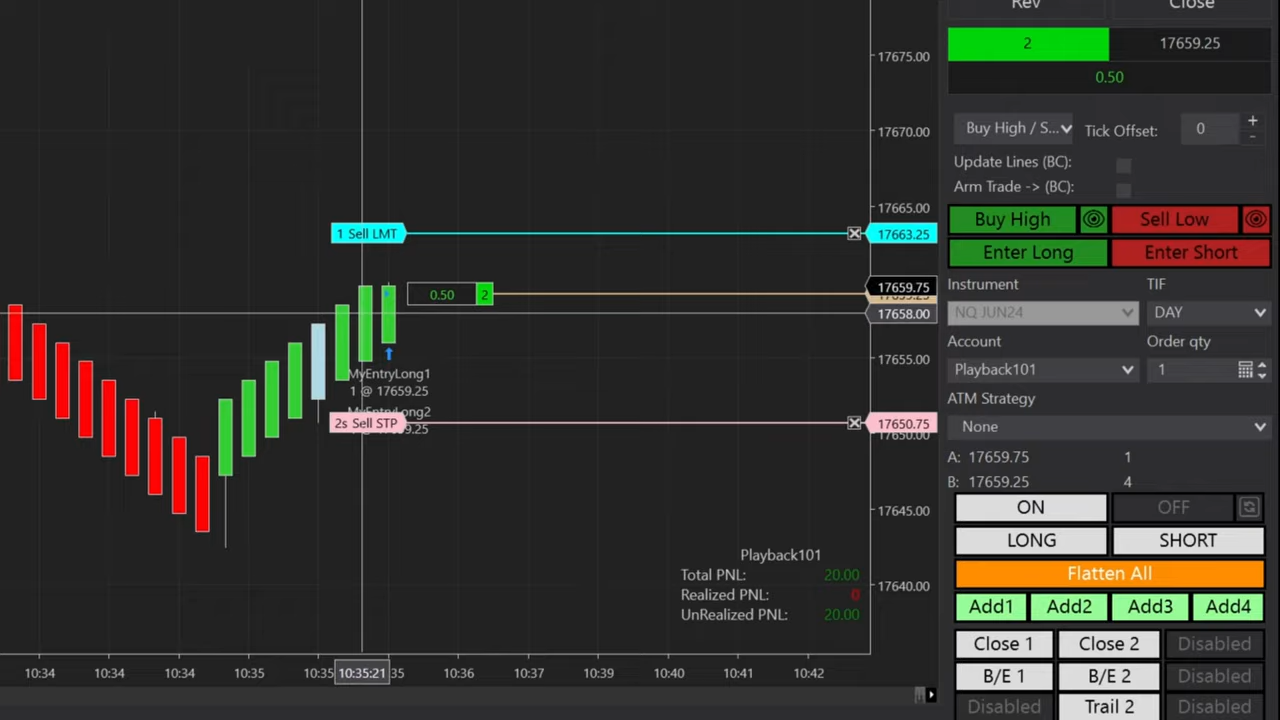 Rev Close
17675.00
2 17659.25
0.50
17670.00
Buy High / S... Tick Offset: 0 + -
Update Lines (BC):
Arm Trade -> (BC):
17665.00
Buy High Sell Low
1 Sell LMT 17663.25
Enter Long Enter Short
Instrument TIF
NQ JUN24 DAY
17659.75
0.50 2 17659.25
17658.00
Account Order qty
Playback101 1
17655.00
MyEntryLong1
1 @ 17659.25
ATM Strategy
None
MyEntryLong2
2s Sell STP 17650.75
17650.00
A: 17659.75 1
B: 17659.25 4
ON OFF
17645.00
LONG SHORT
Playback101
Total PNL: 20.00
Realized PNL: 0
UnRealized PNL: 20.00
17640.00
Flatten All
Add1 Add2 Add3 Add4
Close 1 Close 2 Disabled
B/E 1 B/E 2 Disabled
Disabled Trail 2 Disabled
10:34 10:34 10:34 10:35 10:35 10:35:21 35 10:36 10:37 10:39 10:40 10:41 10:42